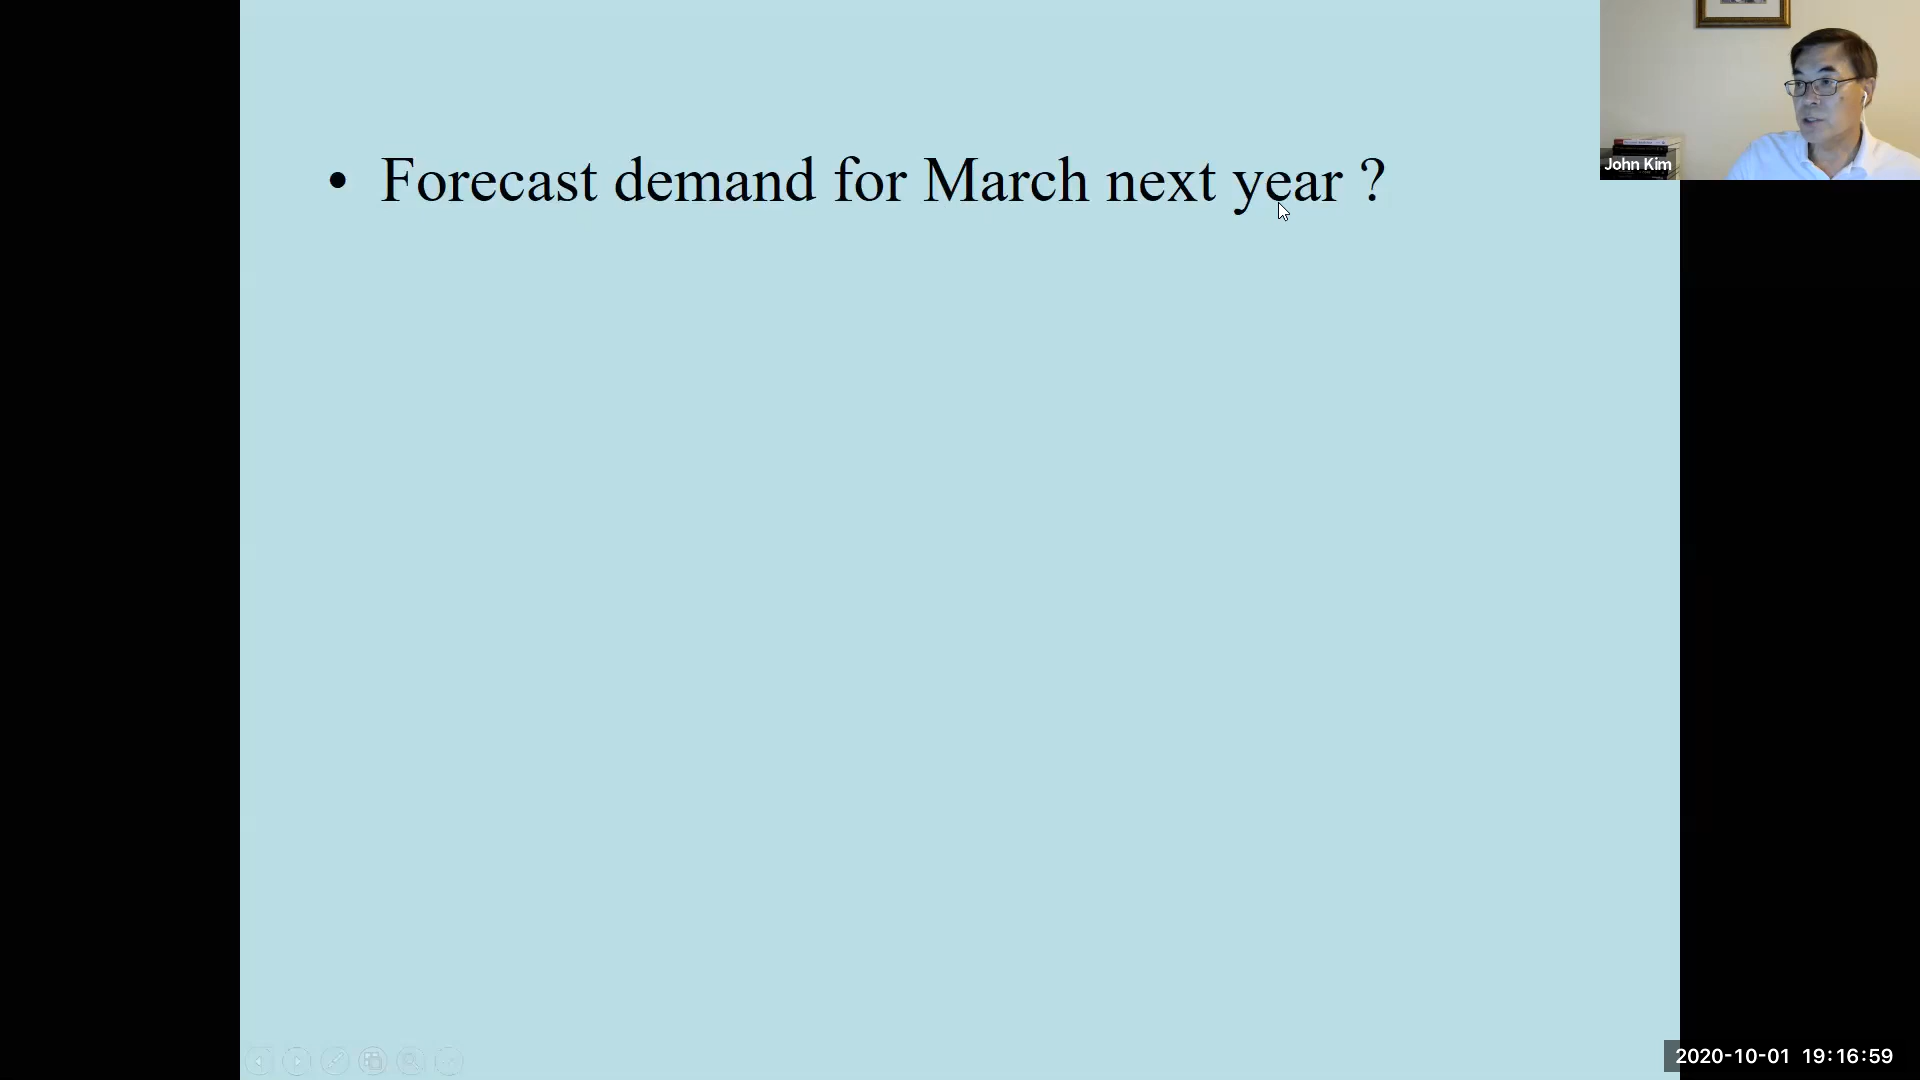 • Forecast demand for March next year ?
John Kim
2020-10-01 19:16:59